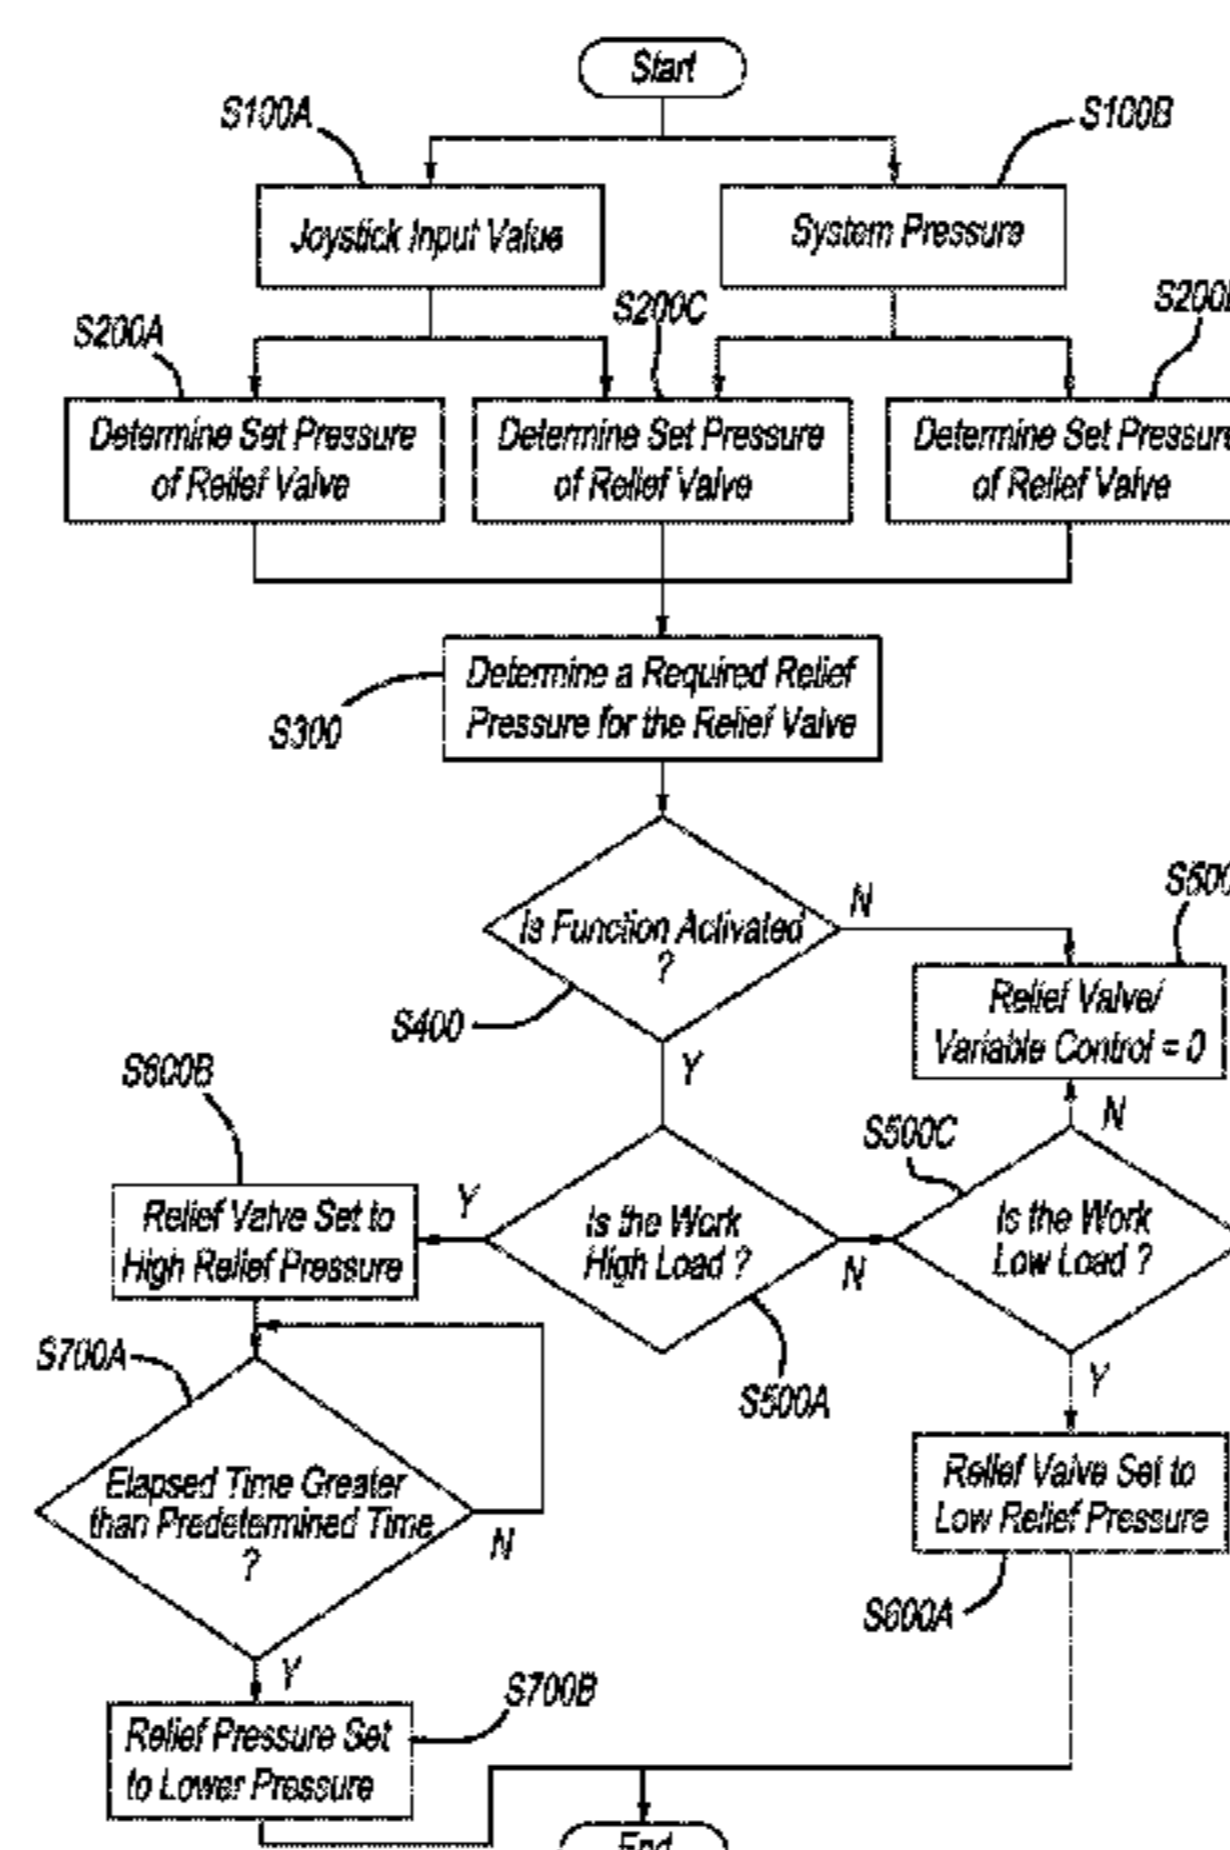 Start
S100A
S100B
Joystick Input Value
System Pressure
S200A
S200C
Determine Set Pressure
of Relief Valve
Determine Set Pressure
of Relief Valve
Determine Set Pressure
of Relief Valve
S300
Determine a Required Relief
Pressure for the Relief Valve
Is Function Activated
?
N
S400
Y
Relief Valve/
Variable Control = 0
N
S600B
S500C
Relief Valve Set to
High Relief Pressure
Y
Is the Work
High Load ?
N
Is the Work
Low Load ?
S700A
S500A
Y
Elapsed Time Greater
than Predetermined Time
?
N
Relief Valve Set to
Low Relief Pressure
S600A
Y
S700B
Relief Pressure Set
to Lower Pressure
End